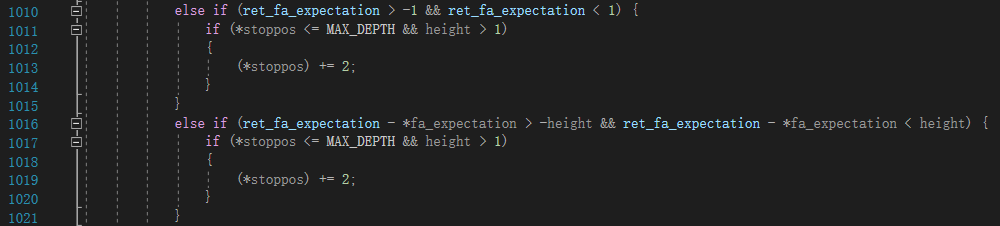 1010 else if (ret_fa_expectation > -1 && ret_fa_expectation < 1) {
1011 if (*stoppos <= MAX_DEPTH && height > 1)
1012 {
1013 (*stoppos) += 2;
1014 }
1015 }
1016 else if (ret_fa_expectation - *fa_expectation > -height && ret_fa_expectation - *fa_expectation < height) {
1017 if (*stoppos <= MAX_DEPTH && height > 1)
1018 {
1019 (*stoppos) += 2;
1020 }
1021 }